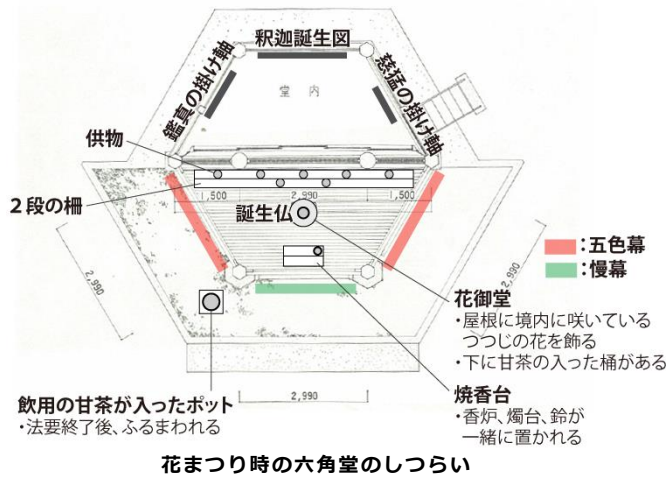 釈迦誕生図
鑑真の掛け軸
慈猛の掛け軸
堂 内
供物
2段の柵
1,500
2,990
1,500
誕生仏
2,990
2,990
:五色幕
:慢幕
花御堂
・屋根に境内に咲いている
つつじの花を飾る
・下に甘茶の入った桶がある
焼香台
・香炉、燭台、鈴が
一緒に置かれる
2,990
飲用の甘茶が入ったポット
・法要終了後、ふるまわれる
花まつり時の六角堂のしつらい